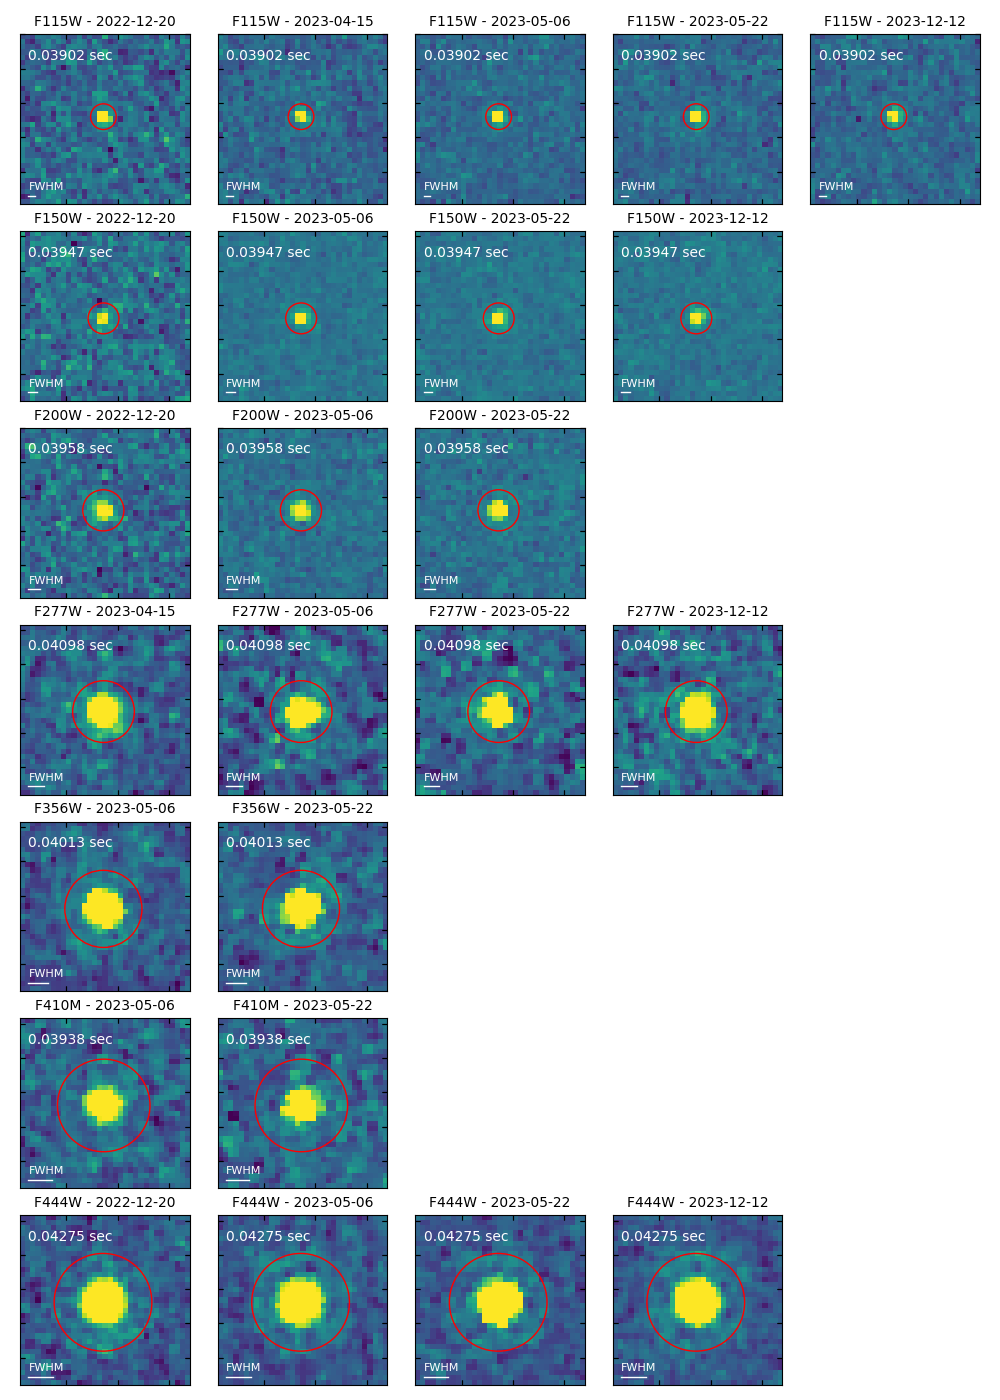 F115W - 2022-12-20
F115W - 2023-04-15
F115W - 2023-05-06
F115W - 2023-05-22
F115W - 2023-12-12
0.03902 sec
0.03902 sec
0.03902 sec
0.03902 sec
0.03902 sec
FWHM
FWHM
FWHM
FWHM
FWHM
F150W - 2022-12-20
F150W - 2023-05-06
F150W - 2023-05-22
F150W - 2023-12-12
0.03947 sec
0.03947 sec
0.03947 sec
0.03947 sec
FWHM
FWHM
FWHM
FWHM
F200W - 2022-12-20
F200W - 2023-05-06
F200W - 2023-05-22
0.03958 sec
0.03958 sec
0.03958 sec
FWHM
FWHM
FWHM
F277W - 2023-04-15
F277W - 2023-05-06
F277W - 2023-05-22
F277W - 2023-12-12
0.04098 sec
0.04098 sec
0.04098 sec
0.04098 sec
FWHM
FWHM
FWHM
FWHM
F356W - 2023-05-06
F356W - 2023-05-22
0.04013 sec
0.04013 sec
FWHM
FWHM
F410M - 2023-05-06
F410M - 2023-05-22
0.03938 sec
0.03938 sec
FWHM
FWHM
F444W - 2022-12-20
F444W - 2023-05-06
F444W - 2023-05-22
F444W - 2023-12-12
0.04275 sec
0.04275 sec
0.04275 sec
0.04275 sec
FWHM
FWHM
FWHM
FWHM